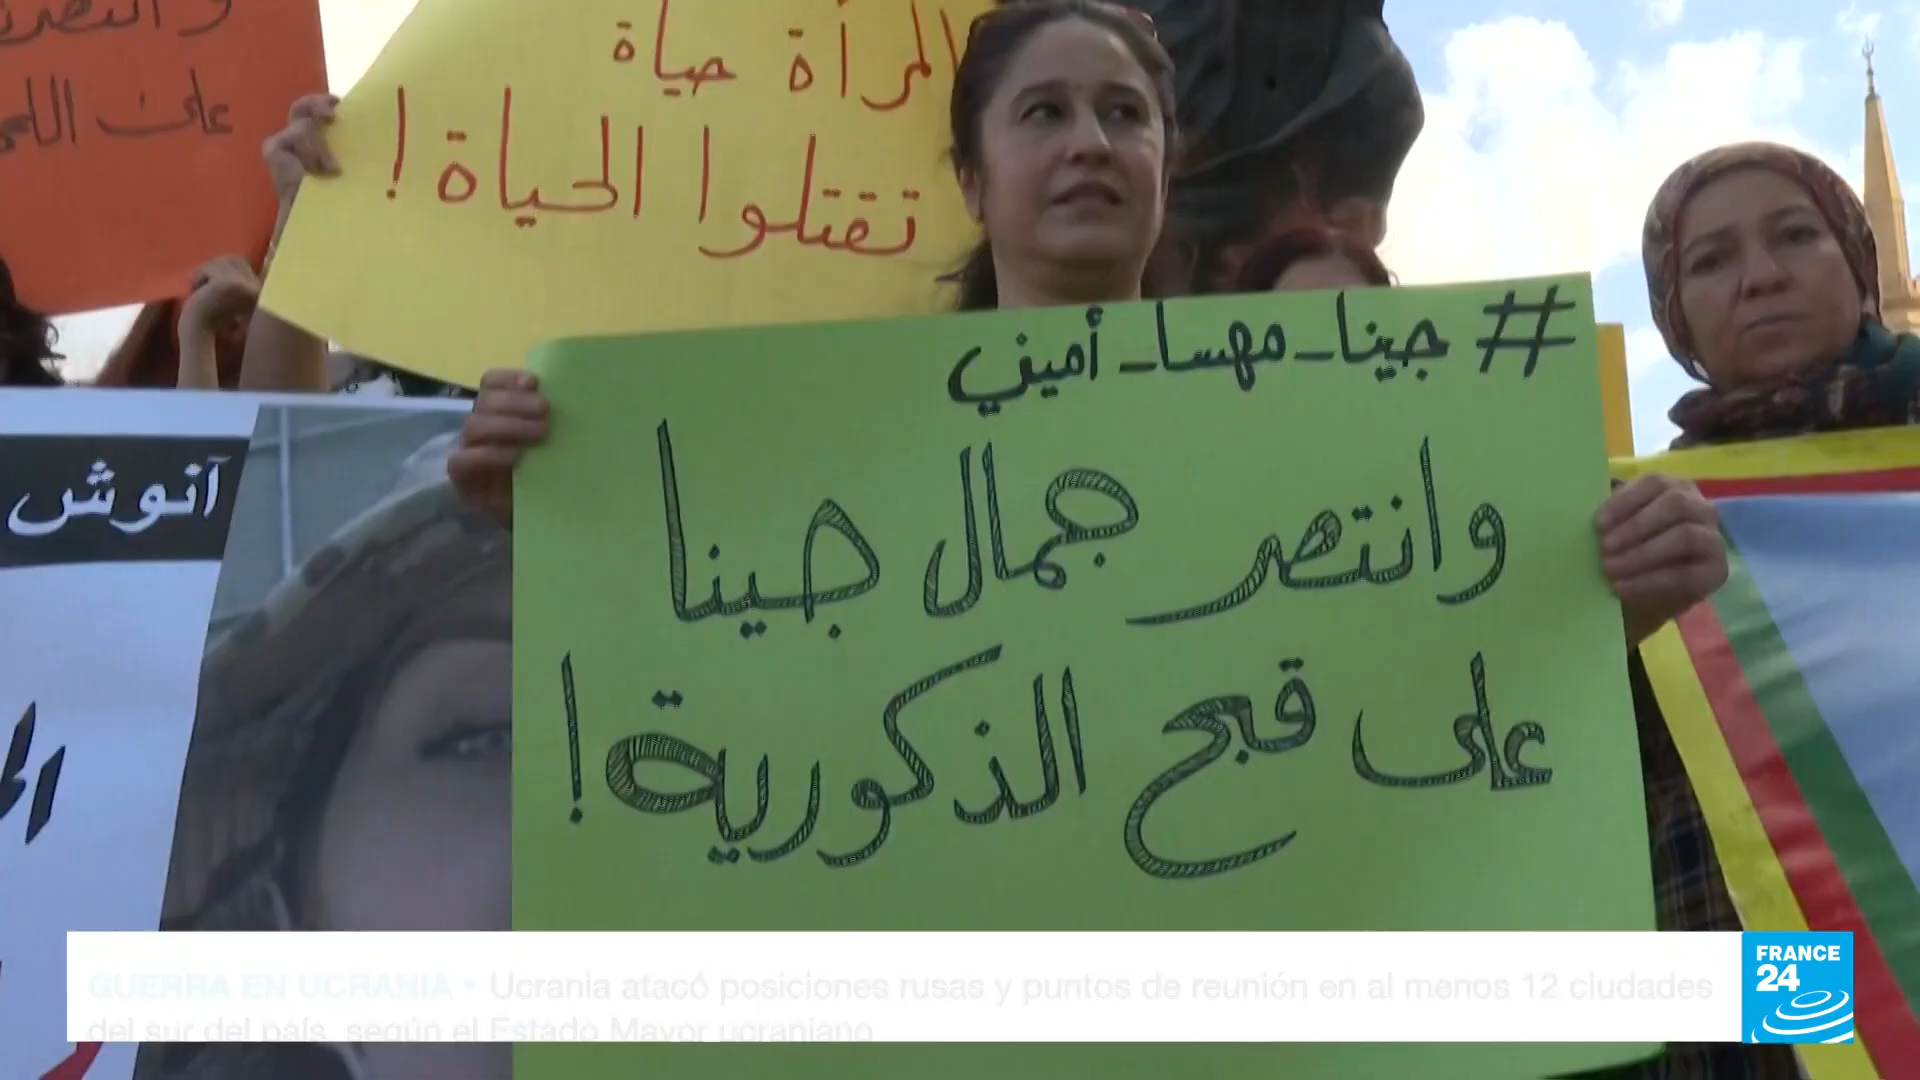 المرأة حياة
تقتلوا الحياة!
على
آنوش
#جينا_مهسا_أميني
وانتصر جمال جينا
على قبح الذكورية!
GUERRA EN UCRANIA • Ucrania atacó posiciones rusas y puntos de reunión en al menos 12 ciudades
del sur del país, según el Estado Mayor ucraniano
FRANCE
24